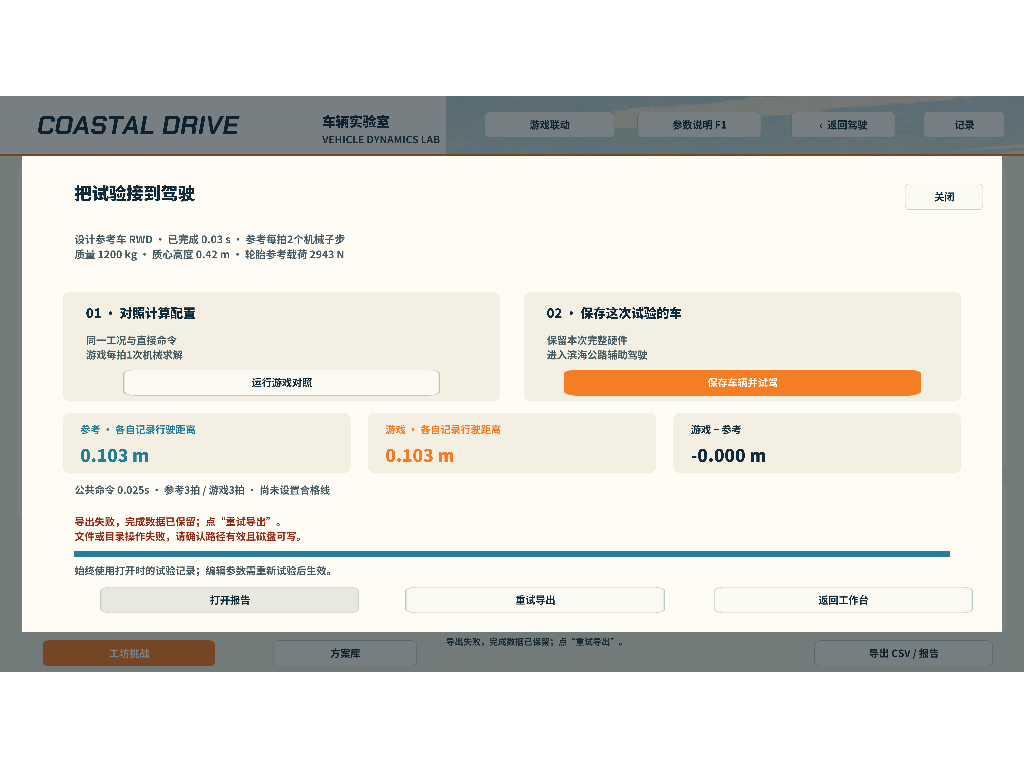 COASTAL DRIVE
车辆实验室
VEHICLE DYNAMICS LAB
游戏联动
参数说明 F1
‹ 返回驾驶
记录
把试验接到驾驶
关闭
设计参考车 RWD · 已完成 0.03 s · 参考每拍2个机械子步
质量 1200 kg · 质心高度 0.42 m · 轮胎参考载荷 2943 N
01 · 对照计算配置
同一工况与直接命令
游戏每拍1次机械求解
运行游戏对照
02 · 保存这次试验的车
保留本次完整硬件
进入滨海公路辅助驾驶
保存车辆并试驾
参考 · 各自记录行驶距离
0.103 m
游戏 · 各自记录行驶距离
0.103 m
游戏 − 参考
-0.000 m
公共命令 0.025s · 参考3拍 / 游戏3拍 · 尚未设置合格线
导出失败，完成数据已保留；点“重试导出”。
文件或目录操作失败，请确认路径有效且磁盘可写。
始终使用打开时的试验记录；编辑参数需重新试验后生效。
打开报告
重试导出
返回工作台
工坊挑战
方案库
导出失败，完成数据已保留；点“重试导出”。
导出 CSV / 报告